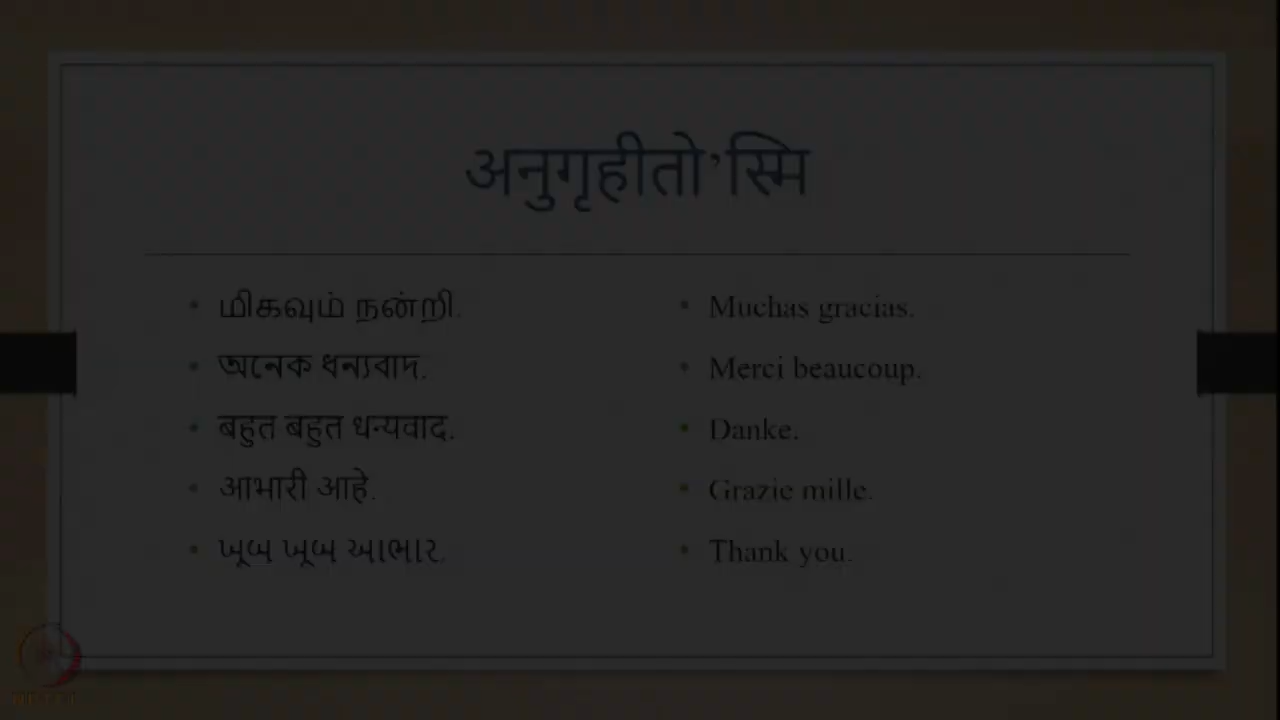 अनुगृहीतो’स्मि
மிகவும் நன்றி.
অনেক ধন্যবাদ.
बहुत बहुत धन्यवाद.
आभारी आहे.
ખૂબ ખૂબ આભાર.
Muchas gracias.
Merci beaucoup.
Danke.
Grazie mille.
Thank you.